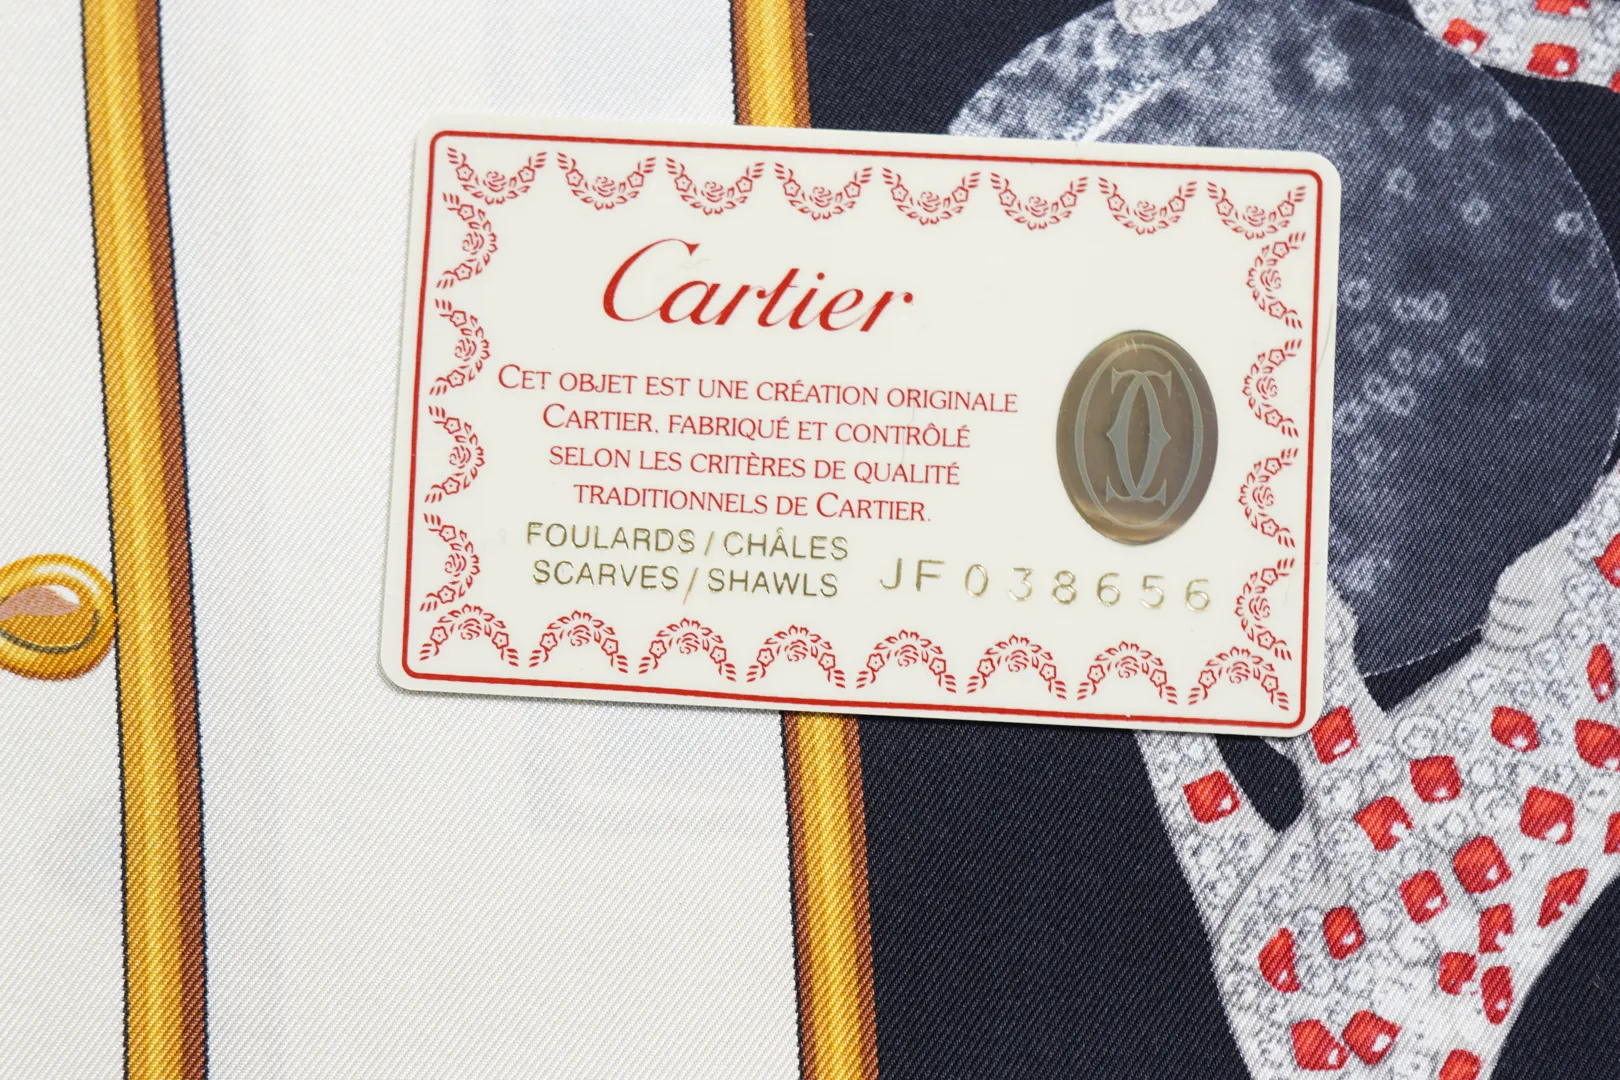 Cartier
CET OBJET EST UNE CRÉATION ORIGINALE
CARTIER, FABRIQUÉ ET CONTRÔLÉ
SELON LES CRITÈRES DE QUALITÉ
TRADITIONNELS DE CARTIER.
FOULARDS / CHÂLES
SCARVES / SHAWLS
JF038656